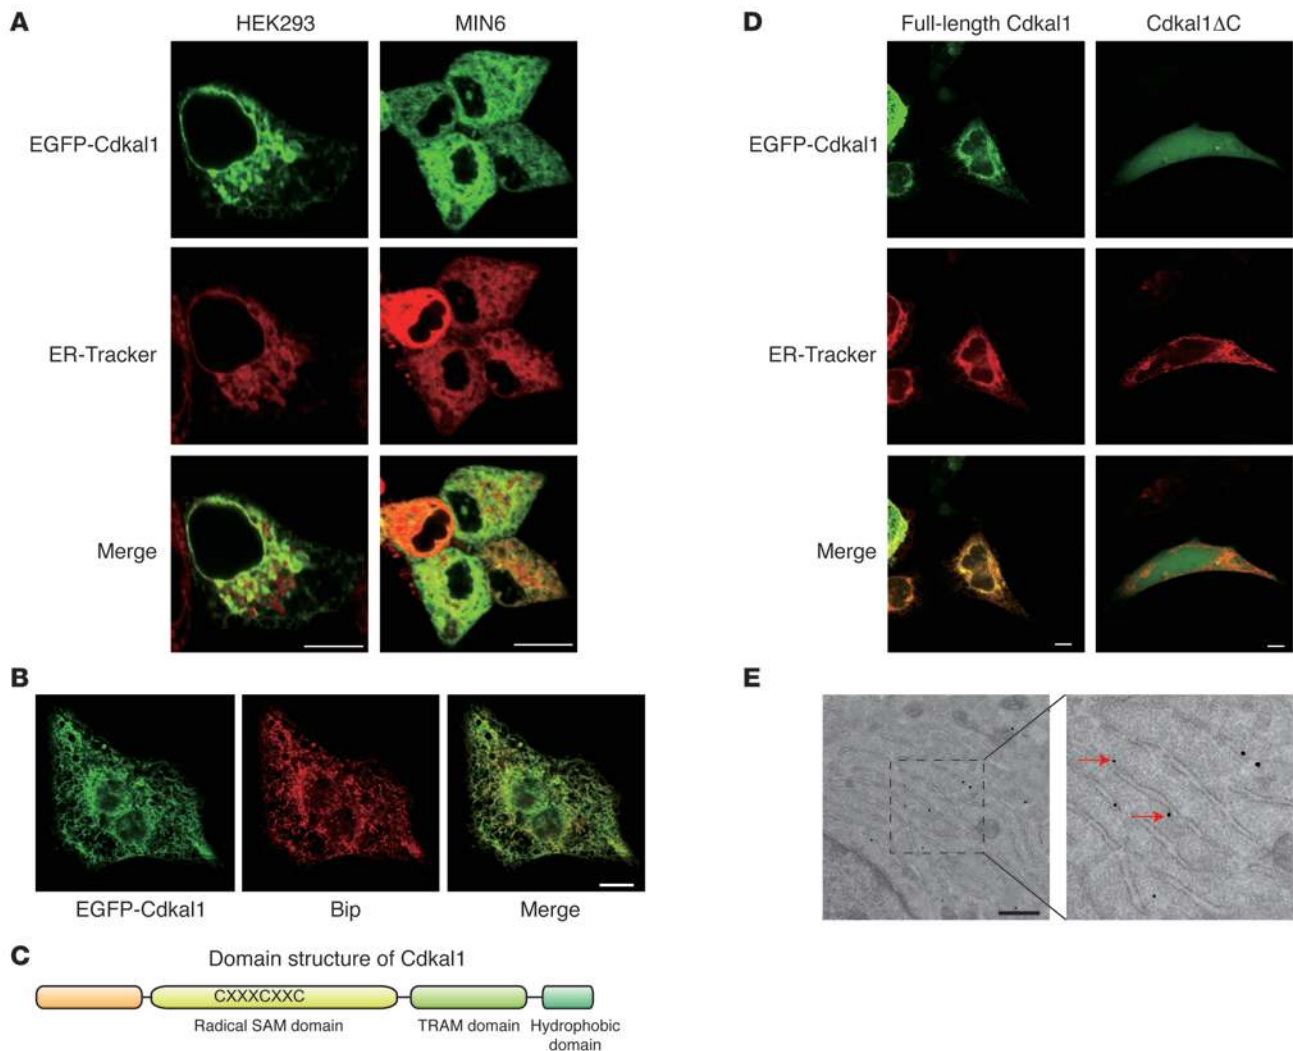 A
HEK293
MIN6
EGFP-Cdkal1
ER-Tracker
Merge
B
EGFP-Cdkal1
Bip
Merge
C
Domain structure of Cdkal1
CXXXCXXC
Radical SAM domain
TRAM domain
Hydrophobic
domain
D
Full-length Cdkal1
Cdkal1ΔC
EGFP-Cdkal1
ER-Tracker
Merge
E